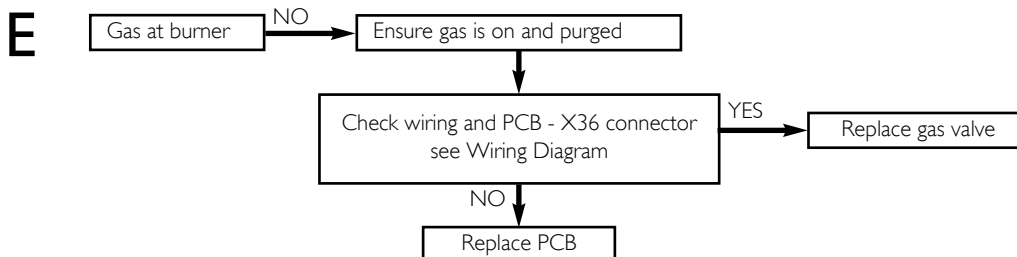 E
Gas at burner
NO
Ensure gas is on and purged
Check wiring and PCB - X36 connector
see Wiring Diagram
YES
Replace gas valve
NO
Replace PCB